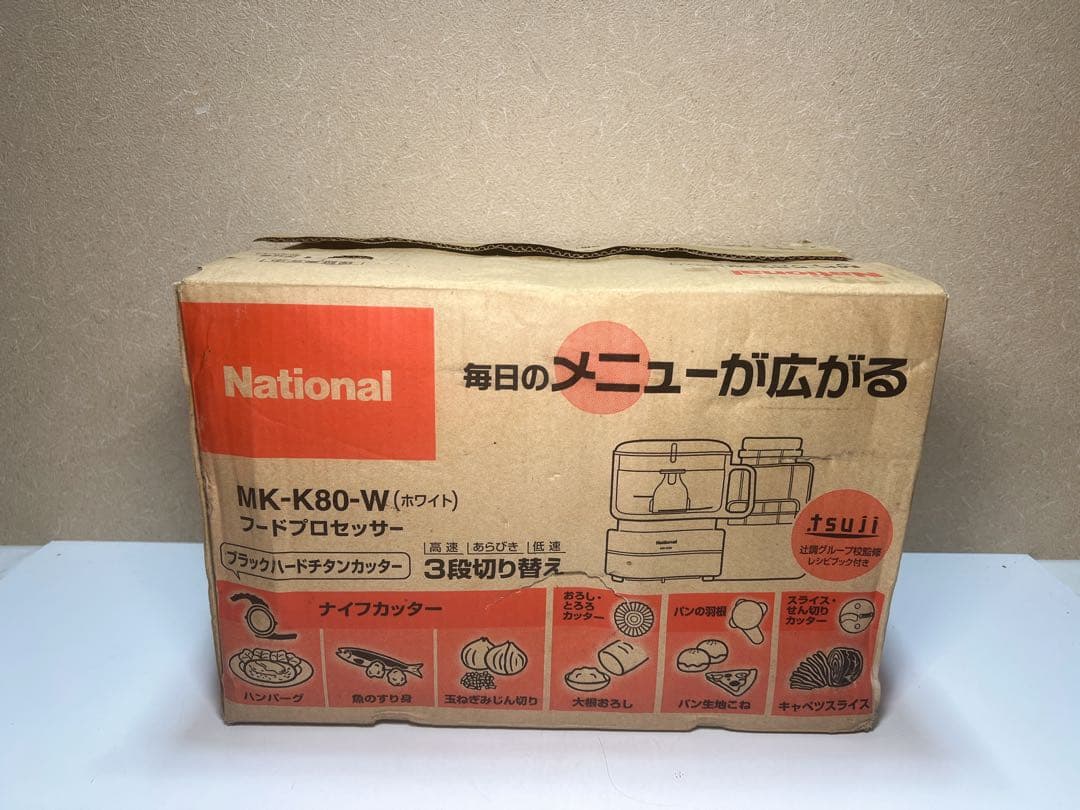 National
National
毎日のメニューが広がる
MK-K80-W(ホワイト)
フードプロセッサー
ブラックハードチタンカッター
高速 あらびき 低速
3段切り替え
National
tsuji
辻調グループ校監修
レシピブック付き
ナイフカッター
おろし・
とろろ
カッター
パンの羽根
スライス・
せん切り
カッター
ハンバーグ
魚のすり身
玉ねぎみじん切り
大根おろし
パン生地こね
キャベツスライス